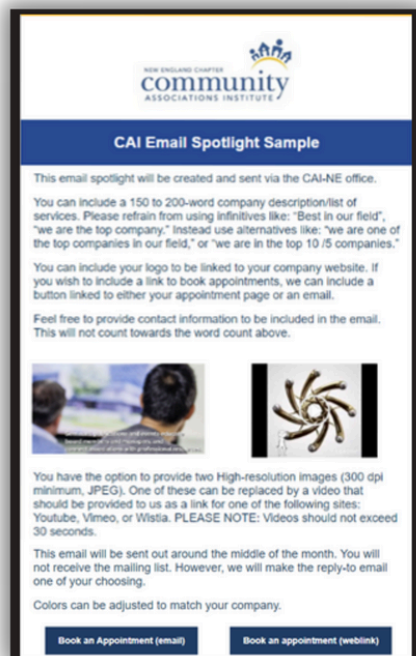 NEW ENGLAND CHAPTER
community
ASSOCIATIONS INSTITUTE
CAI Email Spotlight Sample
This email spotlight will be created and sent via the CAI-NE office.
You can include a 150 to 200-word company description/list of
services. Please refrain from using infinitives like: “Best in our field”,
“we are the top company.” Instead use alternatives like: “we are one of
the top companies in our field,” or “we are in the top 10 /5 companies.”
You can include your logo to be linked to your company website. If
you wish to include a link to book appointments, we can include a
button linked to either your appointment page or an email.
Feel free to provide contact information to be included in the email.
This will not count towards the word count above.
You have the option to provide two High-resolution images (300 dpi
minimum, JPEG). One of these can be replaced by a video that
should be provided to us as a link for one of the following sites:
Youtube, Vimeo, or Wistia. PLEASE NOTE: Videos should not exceed
30 seconds.
This email will be sent out around the middle of the month. You will
not receive the mailing list. However, we will make the reply-to email
one of your choosing.
Colors can be adjusted to match your company.
Book an Appointment (email)
Book an appointment (weblink)